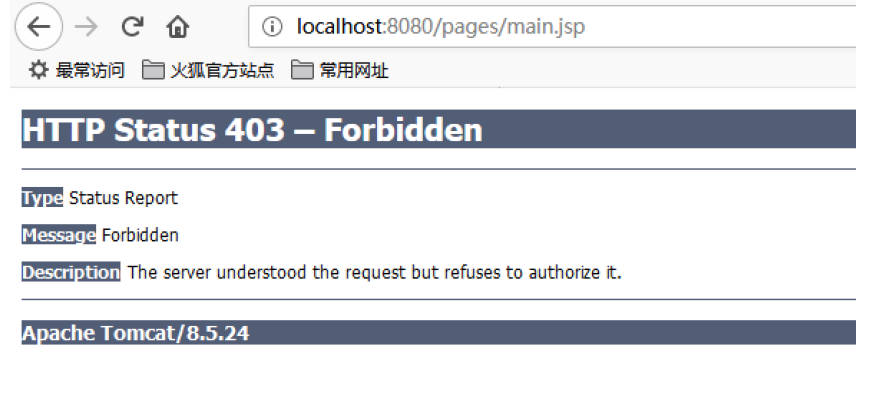 localhost:8080/pages/main.jsp
最常访问 火狐官方站点 常用网址
HTTP Status 403 – Forbidden
Type Status Report
Message Forbidden
Description The server understood the request but refuses to authorize it.
Apache Tomcat/8.5.24